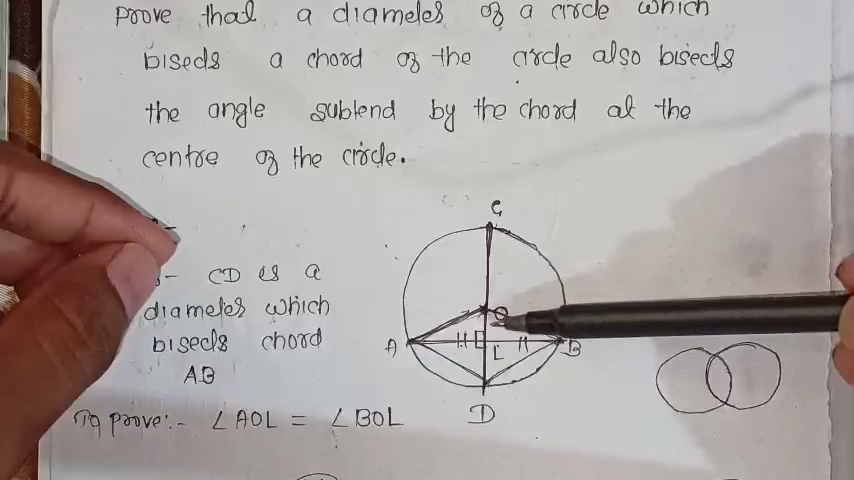 prove that a diameter of a circle which
bisects a chord of the circle also bisects
the angle subtend by the chord at the
centre of the circle.
C
:- CD is a
diameter which
O
bisects chord
A
B
L
AB
To prove:- ∠AOL = ∠BOL
D